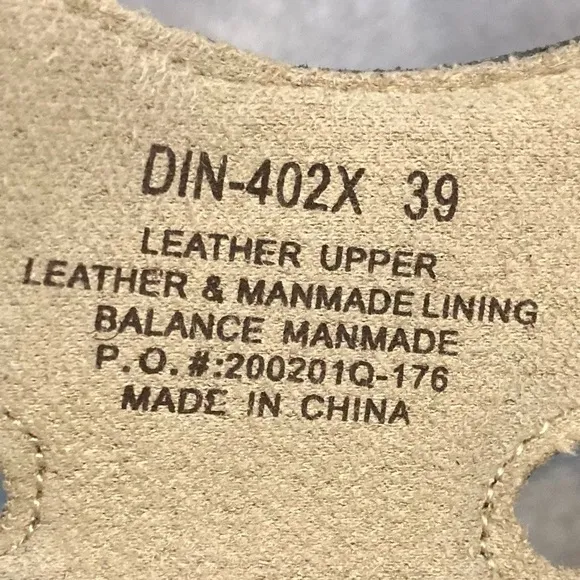 DIN-402X 39
LEATHER UPPER
LEATHER & MANMADE LINING
BALANCE MANMADE
P.O.#:200201Q-176
MADE IN CHINA